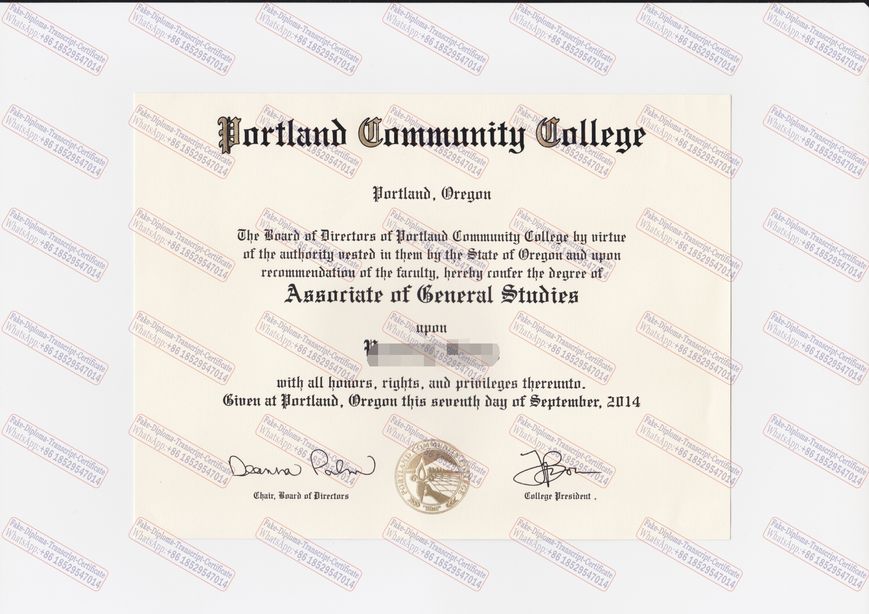 Portland Community College
Portland, Oregon
The Board of Directors of Portland Community College by virtue
of the authority vested in them by the State of Oregon and upon
recommendation of the faculty, hereby confer the degree of
Associate of General Studies
upon
with all honors, rights, and privileges thereunto.
Given at Portland, Oregon this seventh day of September, 2014
Chair, Board of Directors
College President .
Fake-Diploma-Transcript-Certificate
WhatsApp:+86 18529547014